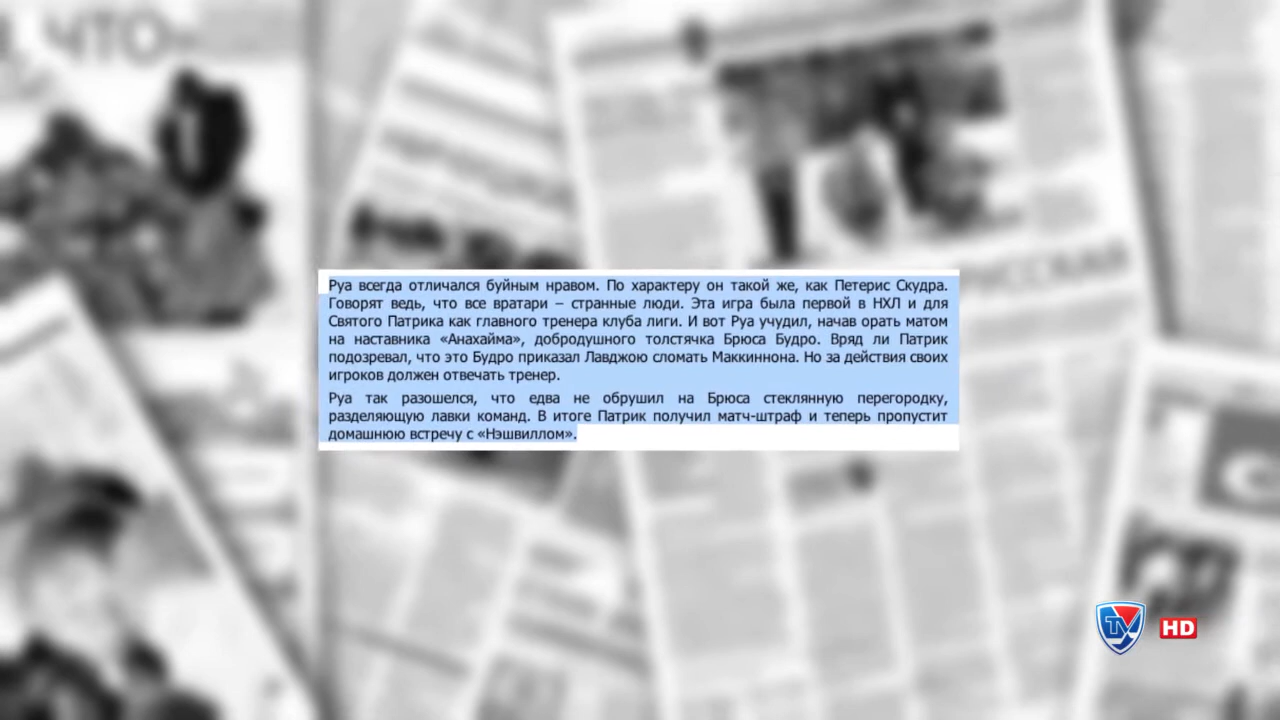 ЧТО»
Руа всегда отличался буйным нравом. По характеру он такой же, как Петерис Скудра.
Говорят ведь, что все вратари – странные люди. Эта игра была первой в НХЛ и для
Святого Патрика как главного тренера клуба лиги. И вот Руа учудил, начав орать матом
на наставника «Анахайма», добродушного толстячка Брюса Будро. Вряд ли Патрик
подозревал, что это Будро приказал Лавджою сломать Маккиннона. Но за действия своих
игроков должен отвечать тренер.
Руа так разошелся, что едва не обрушил на Брюса стеклянную перегородку,
разделяющую лавки команд. В итоге Патрик получил матч-штраф и теперь пропустит
домашнюю встречу с «Нэшвиллом».
TV HD